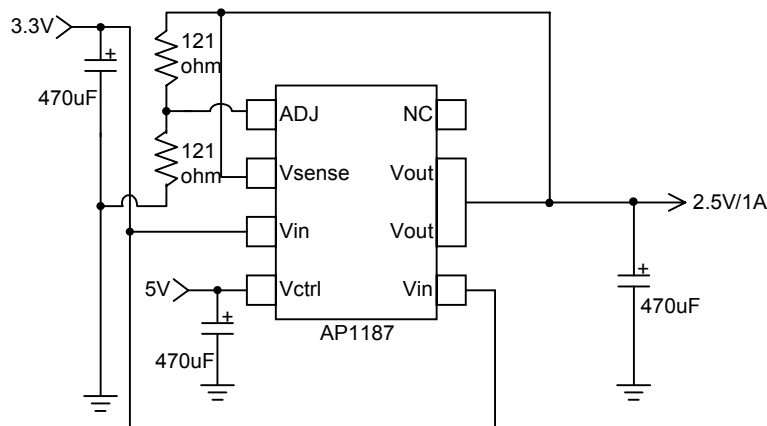 3.3V
+
470uF
121
ohm
121
ohm
ADJ
NC
Vsense
Vout
Vin
Vout
Vctrl
Vin
AP1187
5V
+
470uF
2.5V/1A
+
470uF